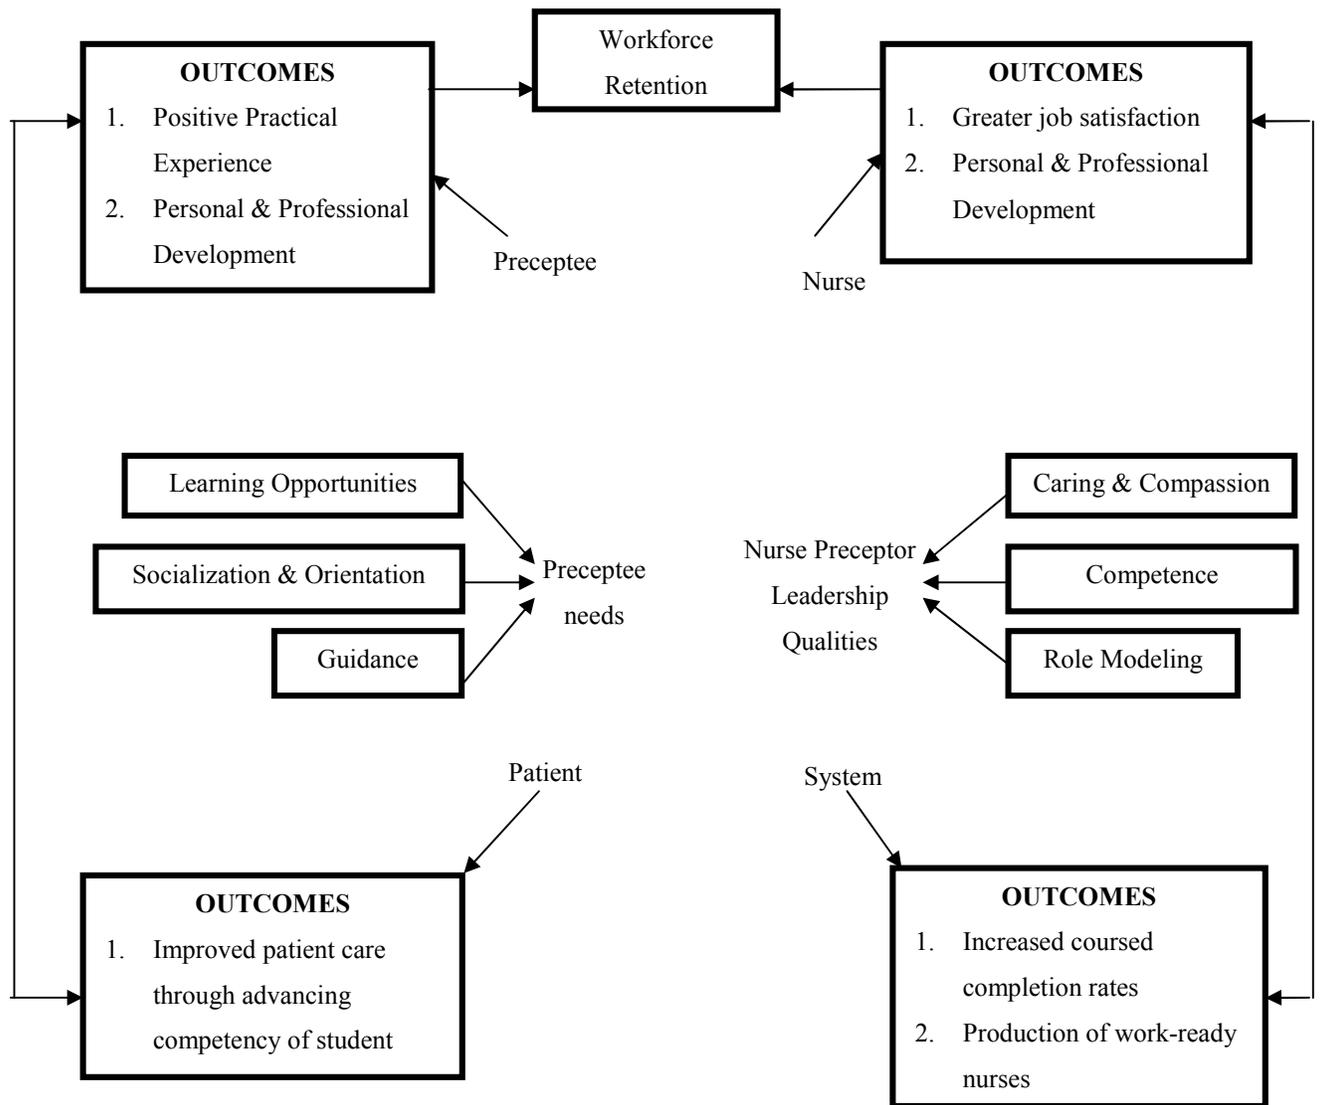 Workforce
Retention
OUTCOMES
1. Positive Practical
Experience
2. Personal & Professional
Development
OUTCOMES
1. Greater job satisfaction
2. Personal & Professional
Development
Preceptee
Nurse
Learning Opportunities
Socialization & Orientation
Guidance
Preceptee
needs
Nurse Preceptor
Leadership
Qualities
Caring & Compassion
Competence
Role Modeling
Patient
System
OUTCOMES
1. Improved patient care
through advancing
competency of student
OUTCOMES
1. Increased coursed
completion rates
2. Production of work-ready
nurses